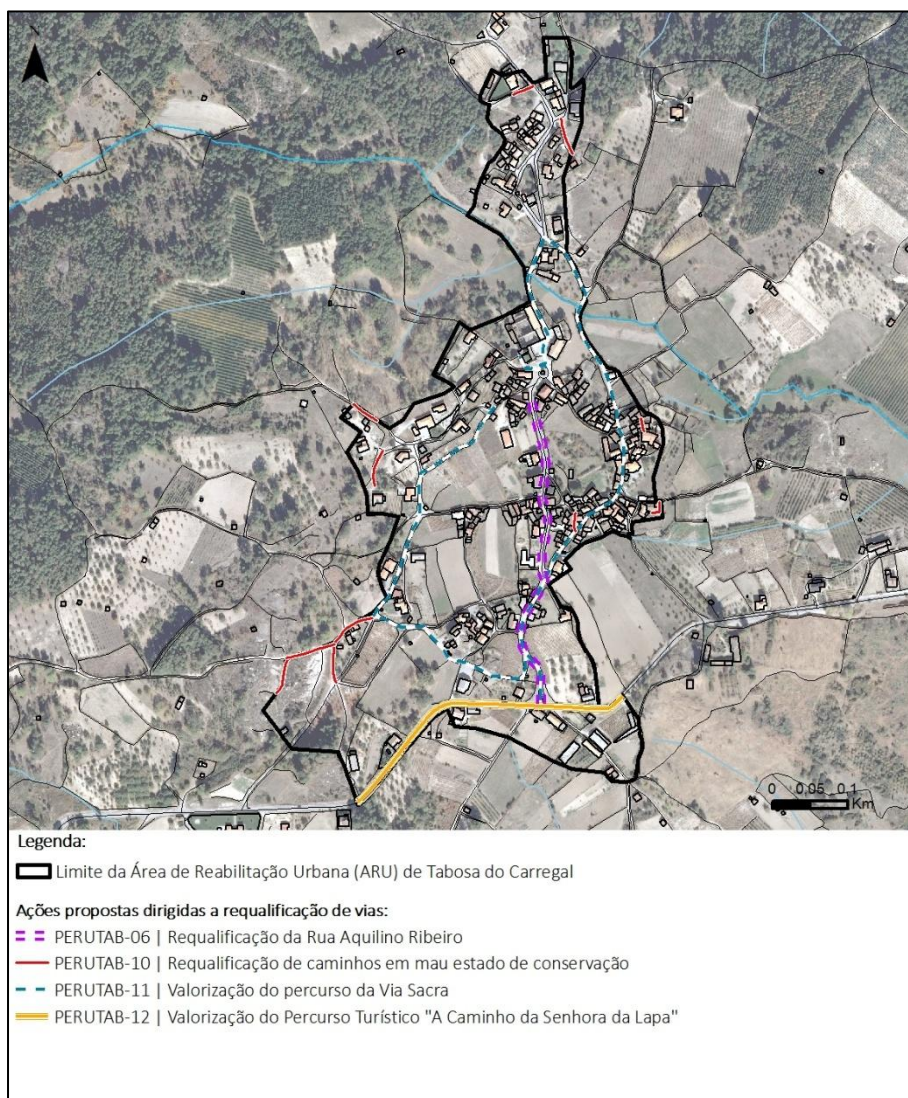 0 0,05 0,1
Km
Legenda:
Limite da Área de Reabilitação Urbana (ARU) de Tabosa do Carregal
Ações propostas dirigidas a requalificação de vias:
PERUTAB-06 | Requalificação da Rua Aquilino Ribeiro
PERUTAB-10 | Requalificação de caminhos em mau estado de conservação
PERUTAB-11 | Valorização do percurso da Via Sacra
PERUTAB-12 | Valorização do Percurso Turístico "A Caminho da Senhora da Lapa"